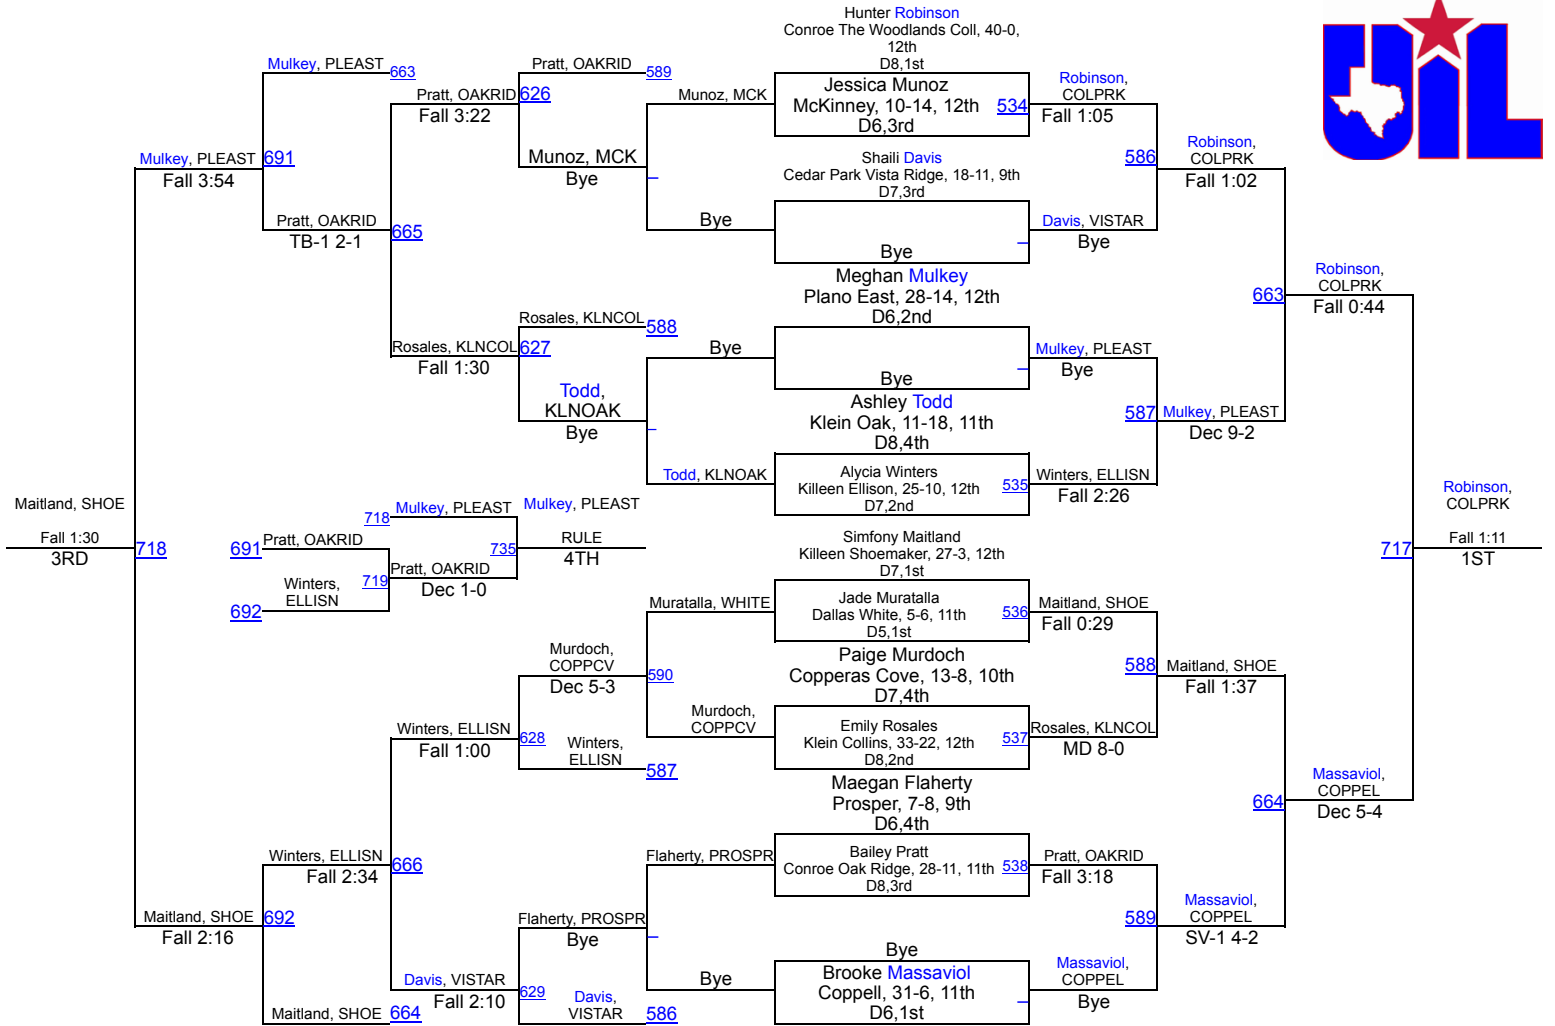 Hunter Robinson
Conroe The Woodlands Coll, 40-0,
12th
D8,1st
UIL
Mulkey, PLEAST
663
Pratt, OAKRID
589
Pratt, OAKRID
626
Fall 3:22
Munoz, MCK
Jessica Munoz
McKinney, 10-14, 12th
534
D6,3rd
Robinson,
COLPRK
Fall 1:05
Mulkey, PLEAST
691
Fall 3:54
Munoz, MCK
Bye
Shaili Davis
Cedar Park Vista Ridge, 18-11, 9th
D7,3rd
586
Robinson,
COLPRK
Fall 1:02
Pratt, OAKRID
TB-1 2-1
665
Bye
Bye
Davis, VISTAR
Bye
Meghan Mulkey
Plano East, 28-14, 12th
D6,2nd
663
Robinson,
COLPRK
Fall 0:44
Rosales, KLNCOL
588
Rosales, KLNCOL
627
Fall 1:30
Bye
Bye
Mulkey, PLEAST
Bye
Todd,
KLNOAK
Bye
Ashley Todd
Klein Oak, 11-18, 11th
D8,4th
587
Mulkey, PLEAST
Dec 9-2
Todd, KLNOAK
Alycia Winters
Killeen Ellison, 25-10, 12th
535
D7,2nd
Winters, ELLISN
Fall 2:26
Maitland, SHOE
Fall 1:30
3RD
718
718
Mulkey, PLEAST
Mulkey, PLEAST
691
Pratt, OAKRID
735
RULE
4TH
Winters,
ELLISN
692
719
Pratt, OAKRID
Dec 1-0
Simfony Maitland
Killeen Shoemaker, 27-3, 12th
D7,1st
Robinson,
COLPRK
717
Fall 1:11
1ST
Muratalla, WHITE
Jade Muratalla
Dallas White, 5-6, 11th
536
D5,1st
Maitland, SHOE
Fall 0:29
Murdoch,
COPPCV
Dec 5-3
590
Paige Murdoch
Copperas Cove, 13-8, 10th
D7,4th
588
Maitland, SHOE
Fall 1:37
Winters, ELLISN
Fall 1:00
628
Winters,
ELLISN
587
Murdoch,
COPPCV
Emily Rosales
Klein Collins, 33-22, 12th
537
D8,2nd
Rosales, KLNCOL
MD 8-0
Maegan Flaherty
Prosper, 7-8, 9th
D6,4th
664
Massaviol,
COPPEL
Dec 5-4
Winters, ELLISN
Fall 2:34
666
Flaherty, PROSPR
Bailey Pratt
Conroe Oak Ridge, 28-11, 11th
538
D8,3rd
Pratt, OAKRID
Fall 3:18
Maitland, SHOE
692
Fall 2:16
Flaherty, PROSPR
Bye
589
Massaviol,
COPPEL
SV-1 4-2
Bye
Davis, VISTAR
Fall 2:10
629
Davis,
VISTAR
586
Bye
Brooke Massaviol
Coppell, 31-6, 11th
D6,1st
Massaviol,
COPPEL
Bye
Maitland, SHOE
664